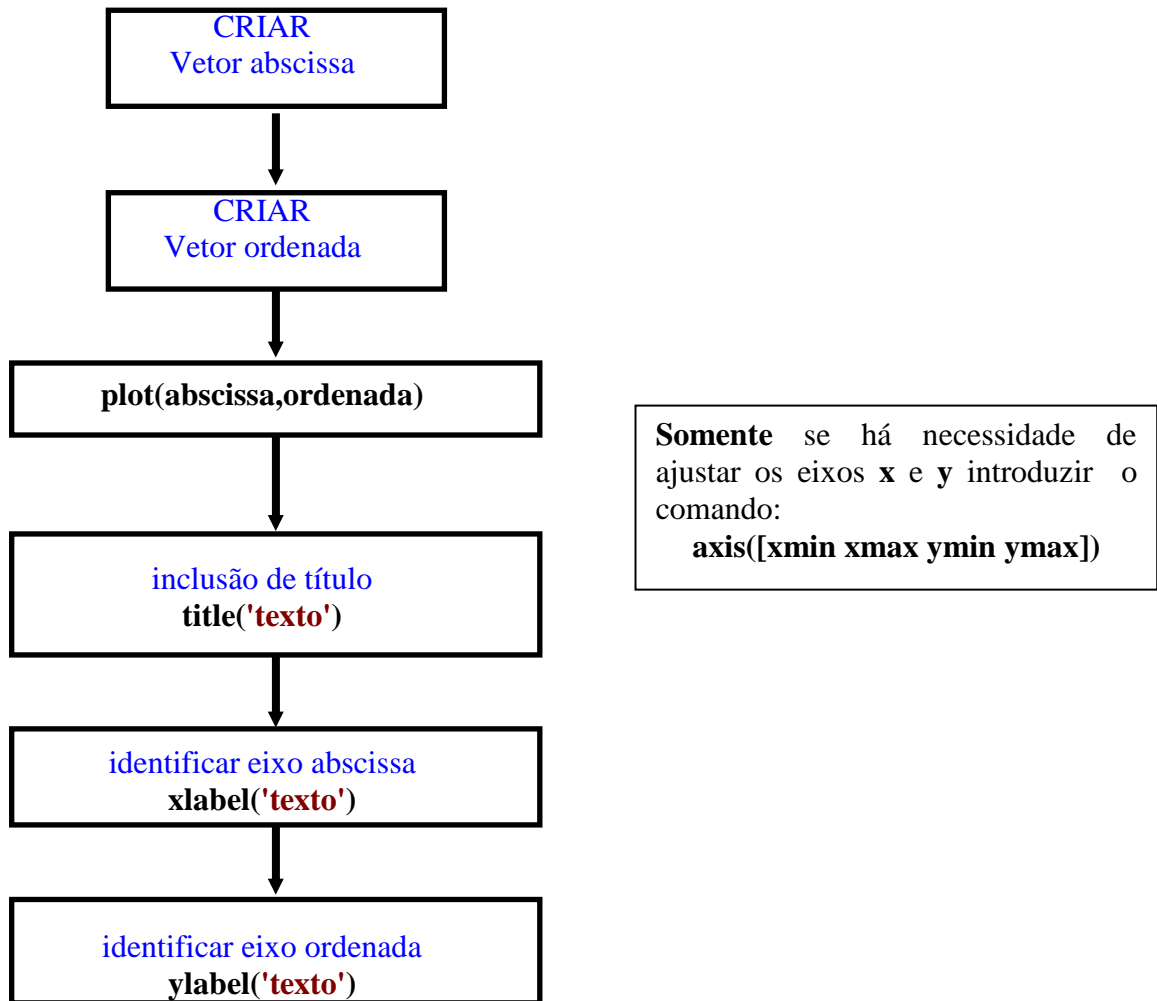 CRIAR
Vetor abscissa
CRIAR
Vetor ordenada
plot(abscissa,ordenada)
Somente se há necessidade de
ajustar os eixos x e y introduzir o
comando:
axis([xmin xmax ymin ymax])
inclusão de título
title('texto')
identificar eixo abscissa
xlabel('texto')
identificar eixo ordenada
ylabel('texto')